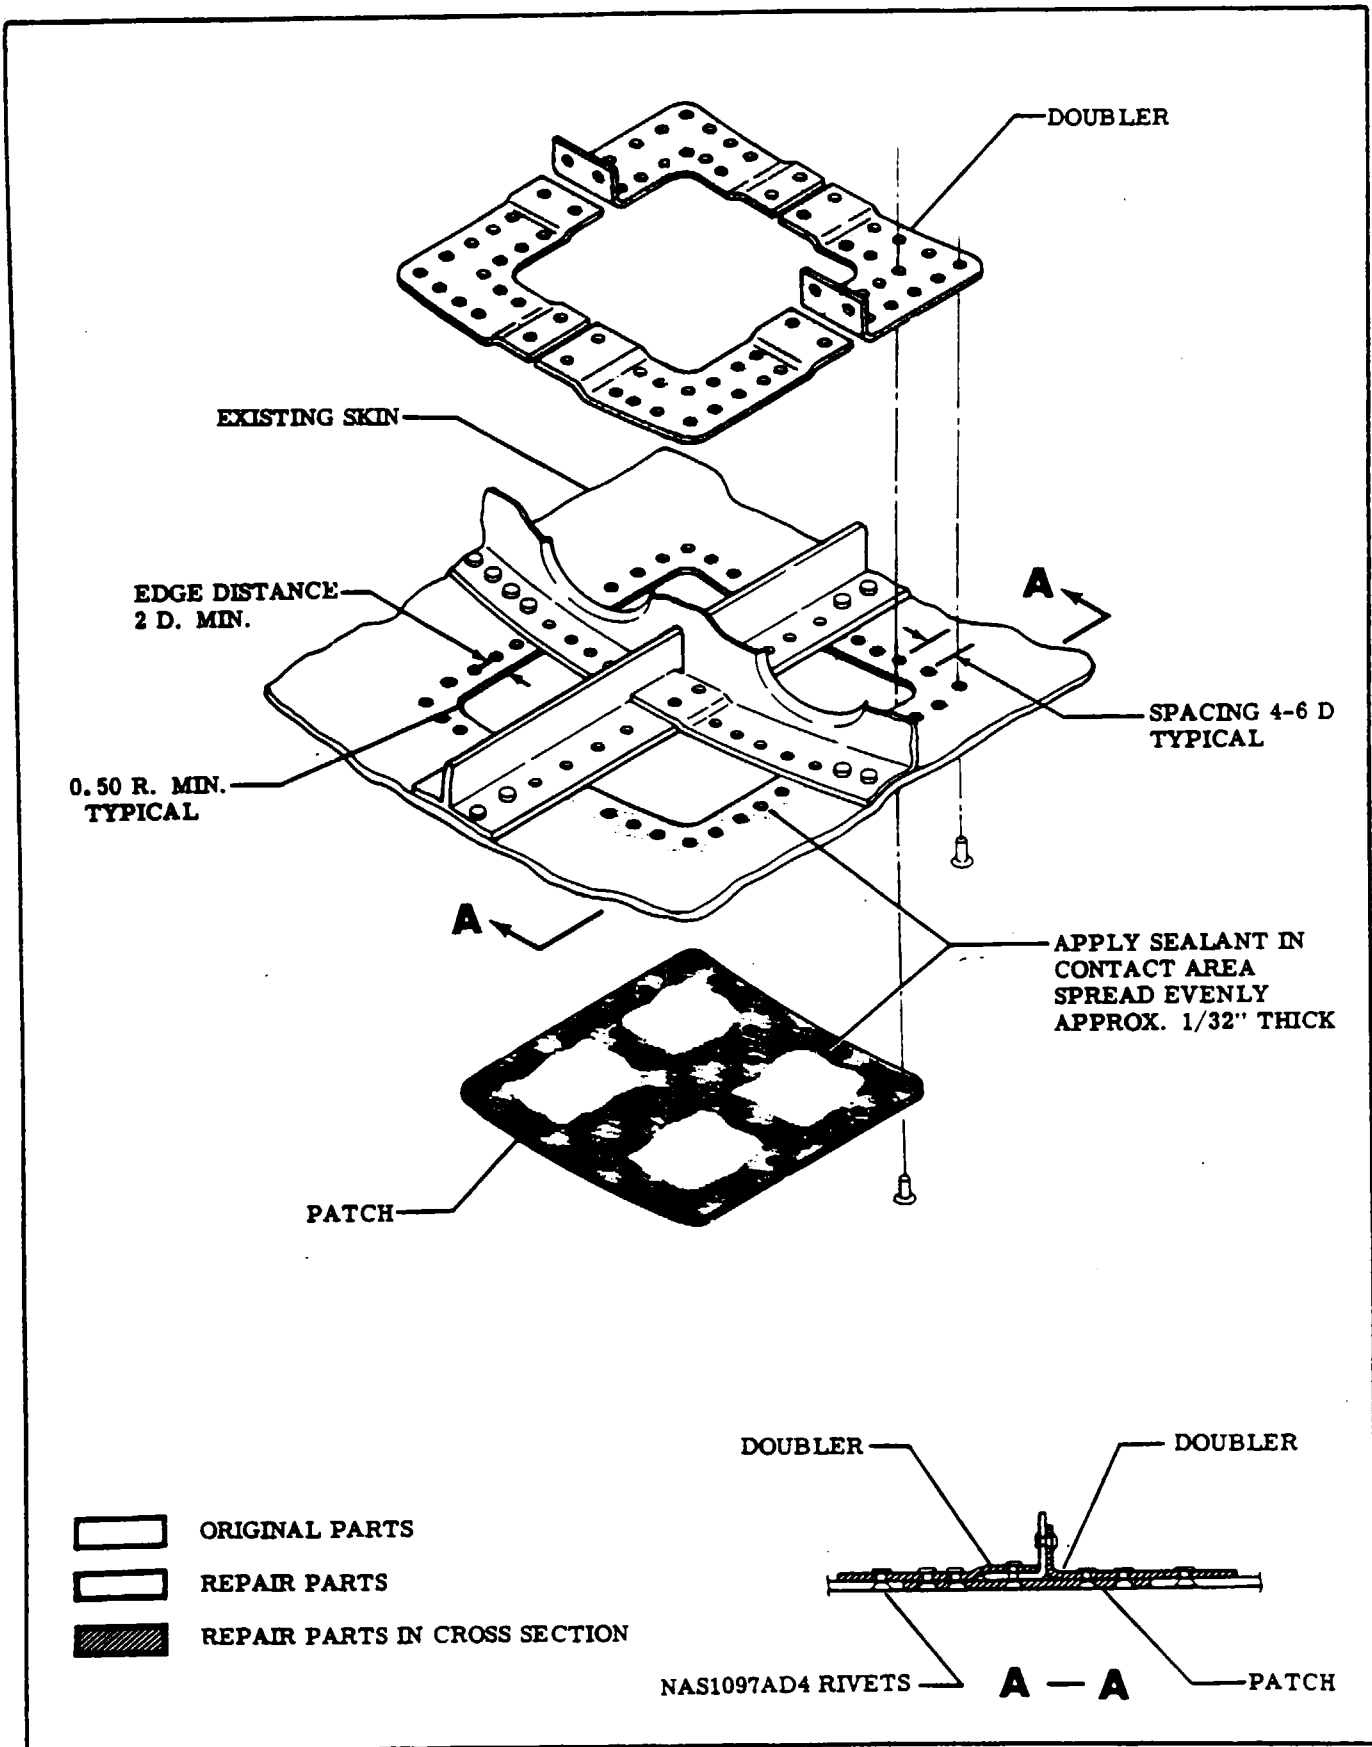 DOUBLER
EXISTING SKIN
EDGE DISTANCE
2 D. MIN.
A
SPACING 4-6 D
TYPICAL
0.50 R. MIN.
TYPICAL
A
APPLY SEALANT IN
CONTACT AREA
SPREAD EVENLY
APPROX. 1/32" THICK
PATCH
DOUBLER
DOUBLER
ORIGINAL PARTS
REPAIR PARTS
REPAIR PARTS IN CROSS SECTION
NAS1097AD4 RIVETS
A — A
PATCH